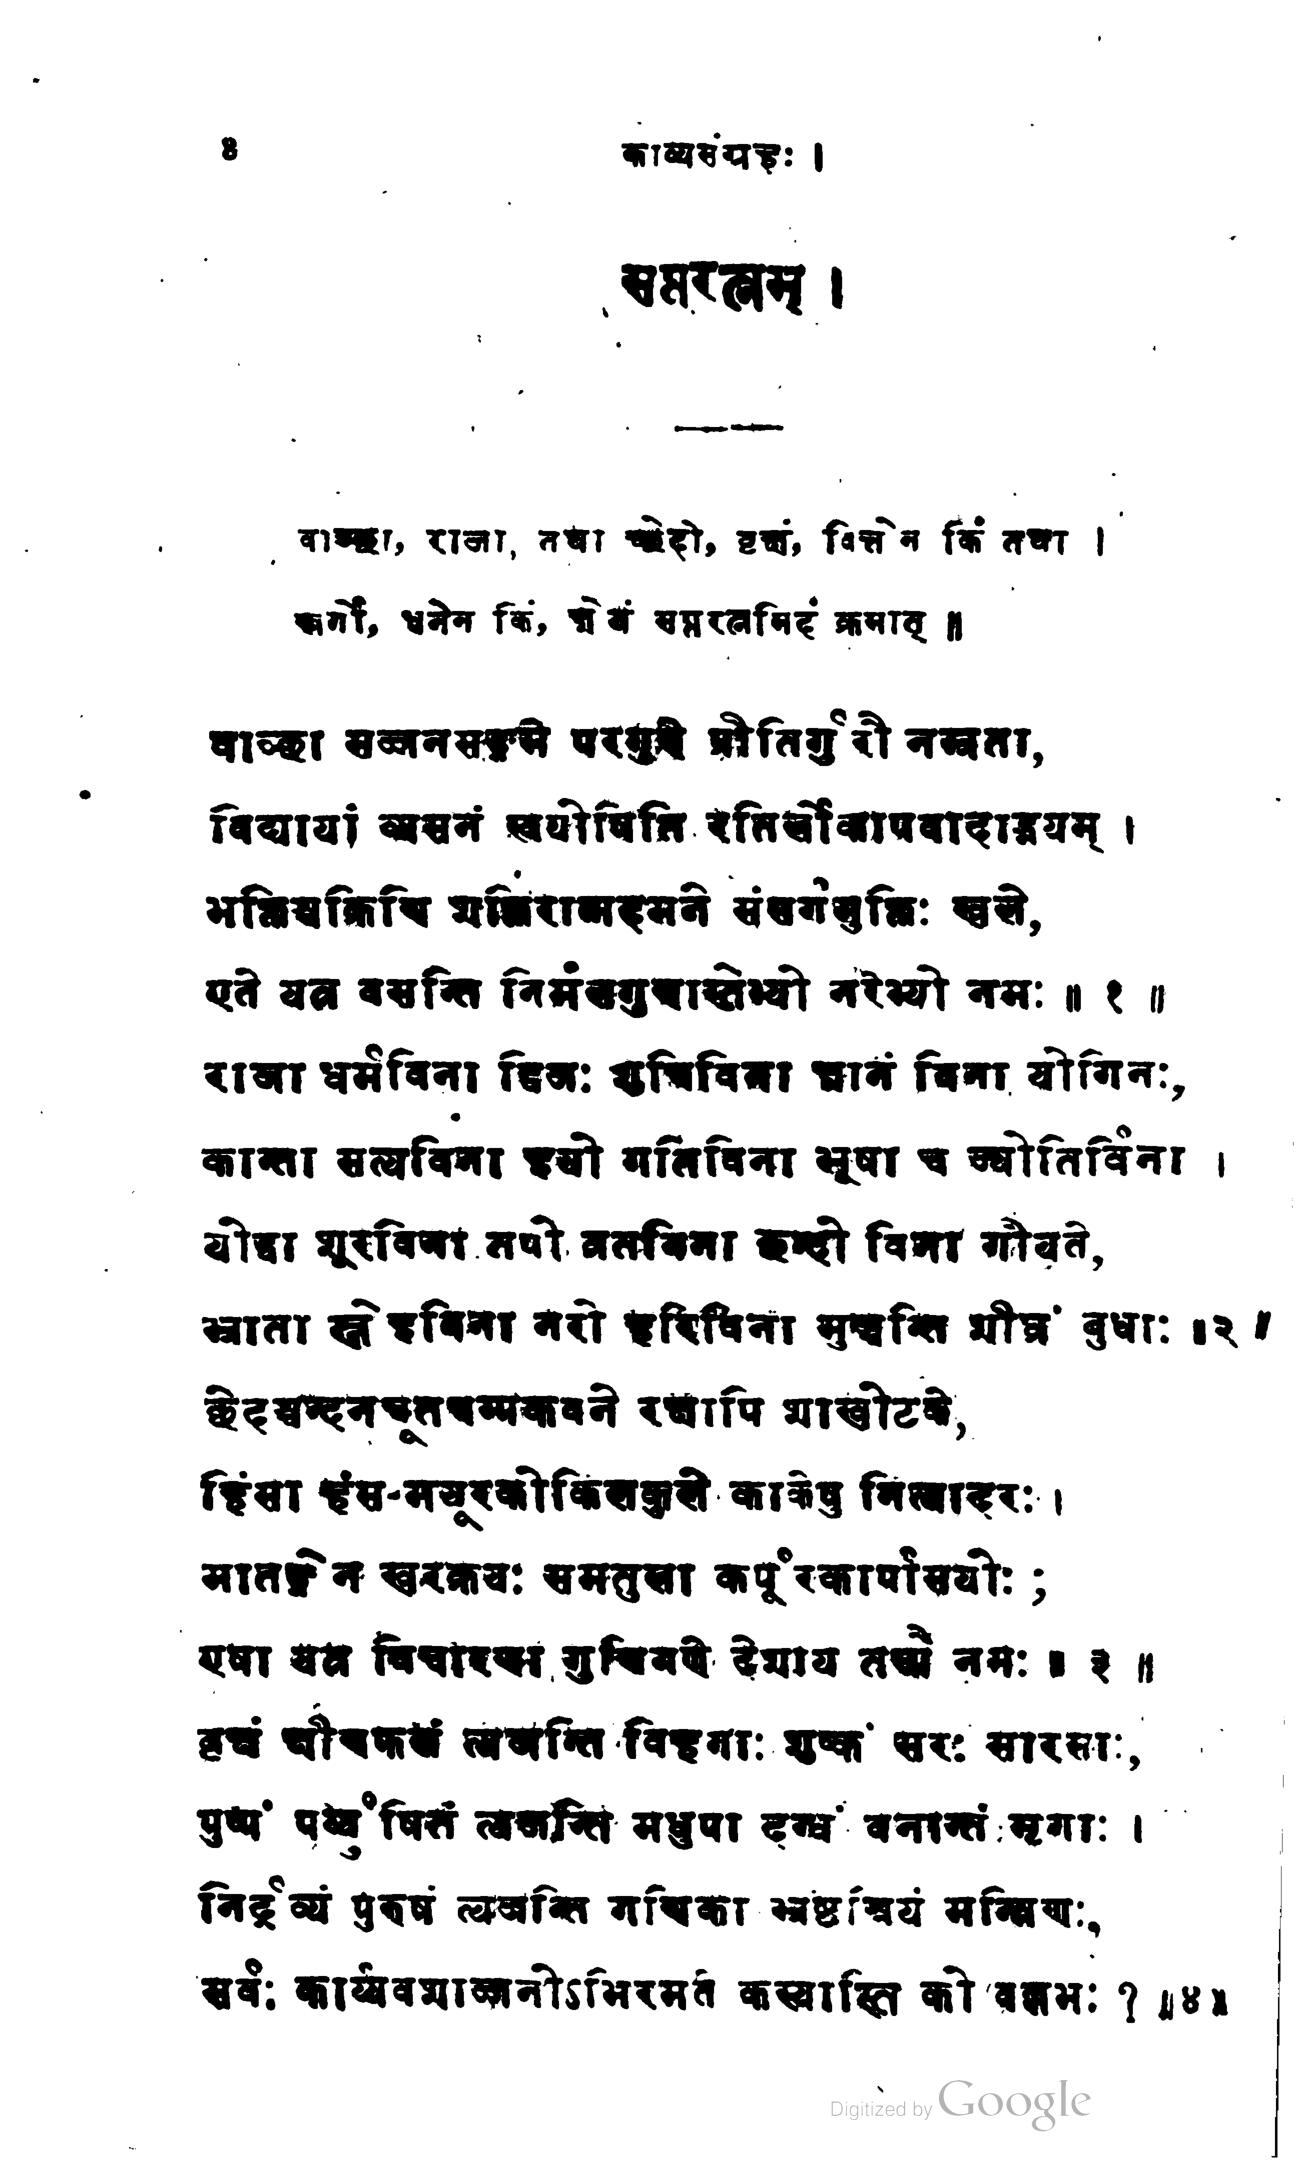 ४ काव्यसंग्रहः ।
सप्तरत्नम् ।
वाञ्छा, राजा, तथा च्छेदो, वृक्षं, वित्तेन किं तथा ।
स्वर्गो, धनेन किं, ज्ञेयं सप्तरत्नमिदं क्रमात् ॥
वाञ्छा सज्जनसङ्गमे परगुणे प्रीतिर्गुरौ नम्रता,
विद्यायां व्यसनं स्वयोषिति रतिर्लोकापवादाद्भयम् ।
भक्तिश्चक्रिणि शक्तिरात्मदमने संसर्गमुक्तिः खले,
एते यत्र वसन्ति निर्मलगुणास्तेभ्यो नरेभ्यो नमः ॥ १ ॥
राजा धर्मविना द्विजः शुचिविना ज्ञानं विना योगिनः,
कान्ता सत्यविना हयो गतिविना भूषा च ज्योतिर्विना ।
योद्धा शूरविना तपो व्रतविना छन्दो विना गीयते,
भ्राता स्नेहविना नरो हरिविना मुञ्चन्ति शीघ्रं बुधाः ॥ २ ॥
छेदश्चन्दनचूतचम्पकवने रक्षापि शाखोटके,
हिंसा हंस-मयूरकोकिलकुले काकेषु नित्यादरः ।
मातङ्गेन खरक्रयः समतुला कर्पूरकार्पासयोः ;
एषा यत्र विचारणा गुणिगणे देशाय तस्मै नमः ॥ ३ ॥
वृक्षं क्षीणफलं त्यजन्ति विहगाः शुष्कं सरः सारसाः,
पुष्पं पर्य्युषितं त्यजन्ति मधुपा दग्धं वनान्तं मृगाः ।
निर्द्रव्यं पुरुषं त्यजन्ति गणिका भ्रष्टश्रियं मन्त्रिणः,
सर्वः कार्य्यवशाज्जनोऽभिरमते कस्यास्ति को वल्लभः ? ॥ ४ ॥
Digitized by Google